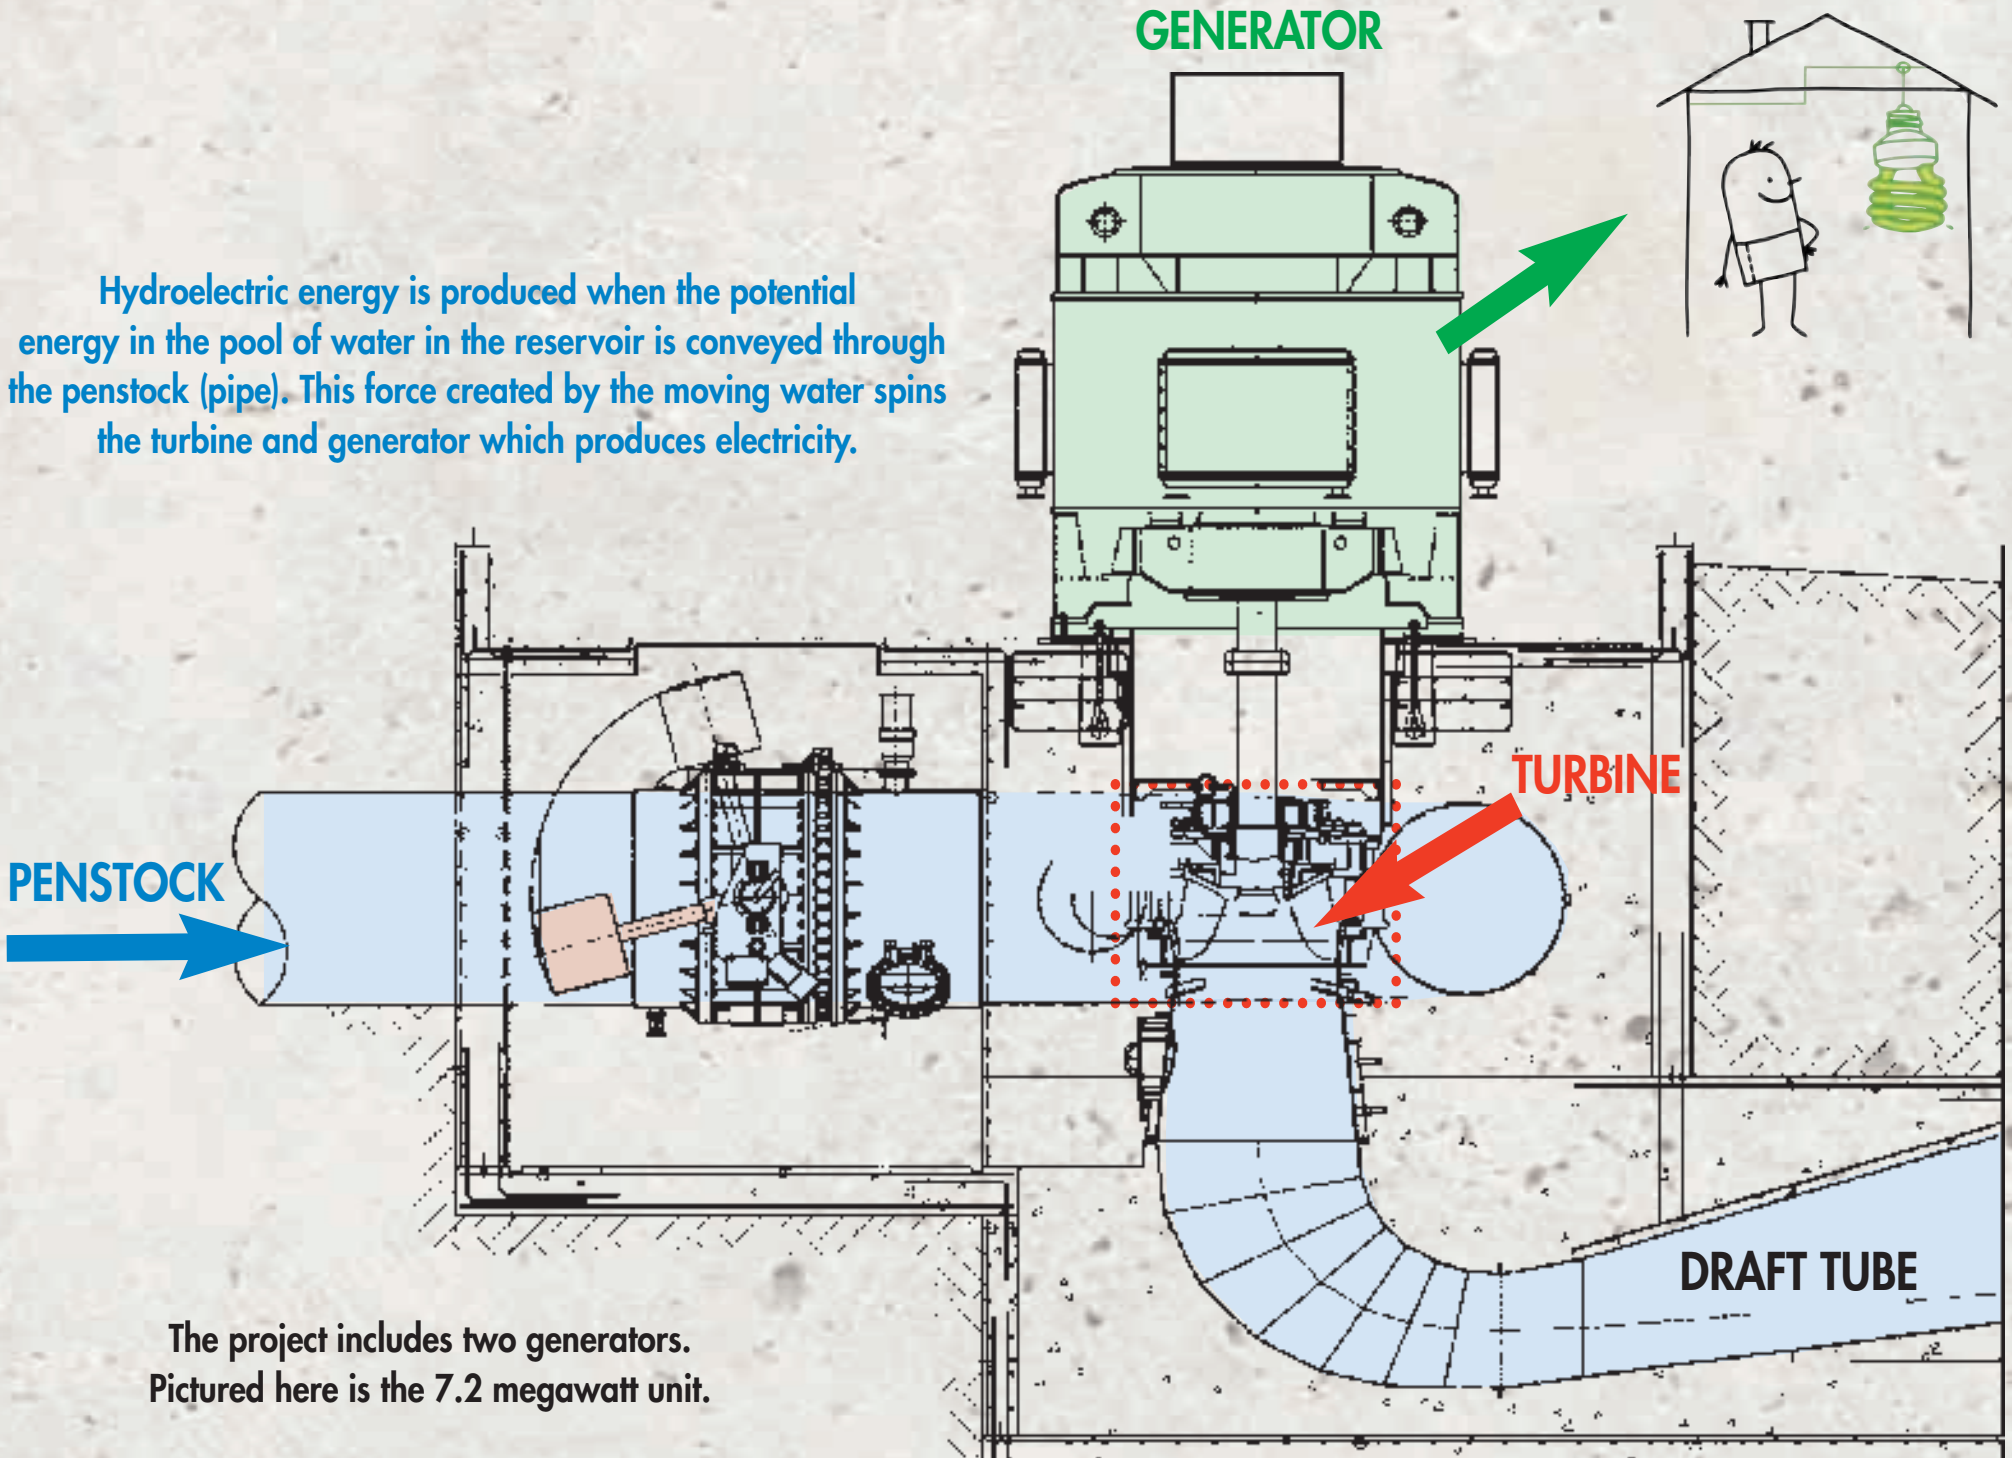 GENERATOR
Hydroelectric energy is produced when the potential
energy in the pool of water in the reservoir is conveyed through
the penstock (pipe). This force created by the moving water spins
the turbine and generator which produces electricity.
TURBINE
PENSTOCK
DRAFT TUBE
The project includes two generators.
Pictured here is the 7.2 megawatt unit.